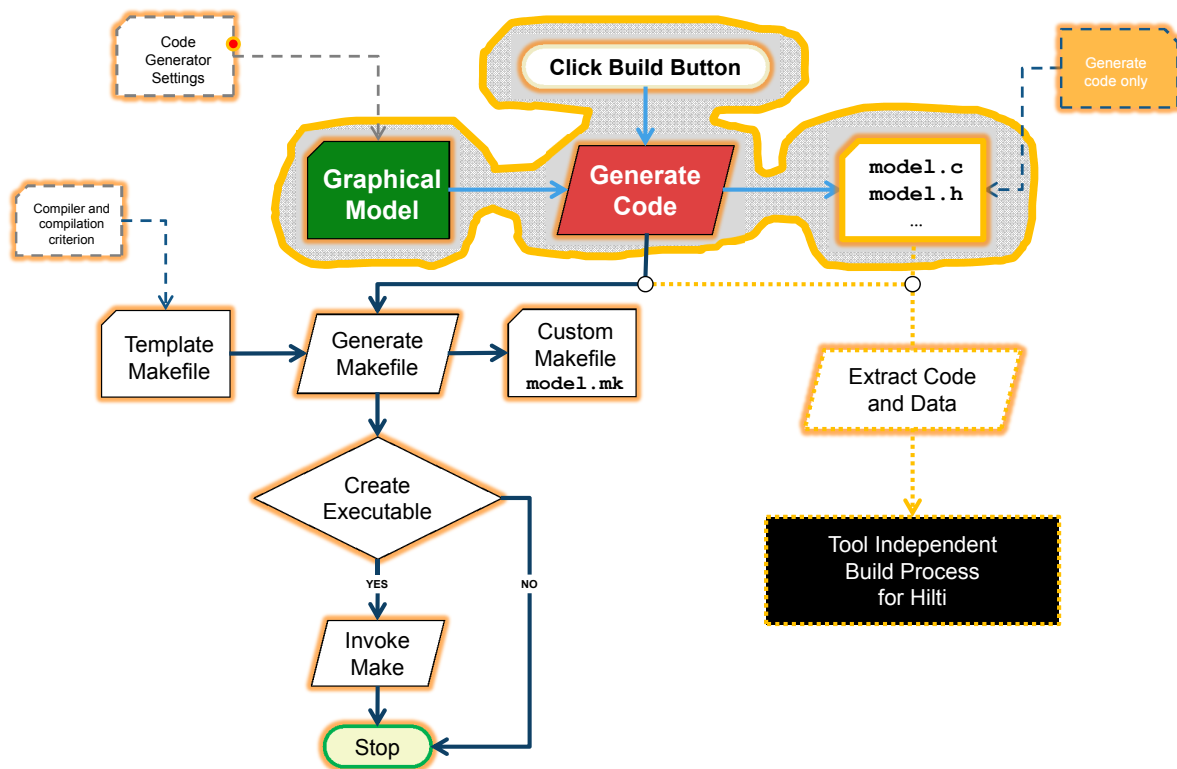 Code
Generator
Settings
Click Build Button
Generate
code only
Graphical
Model
Generate
Code
model.c
model.h
…
Compiler and
compilation
criterion
Template
Makefile
Generate
Makefile
Custom
Makefile
model.mk
Extract Code
and Data
Create
Executable
YES
NO
Tool Independent
Build Process
for Hilti
Invoke
Make
Stop